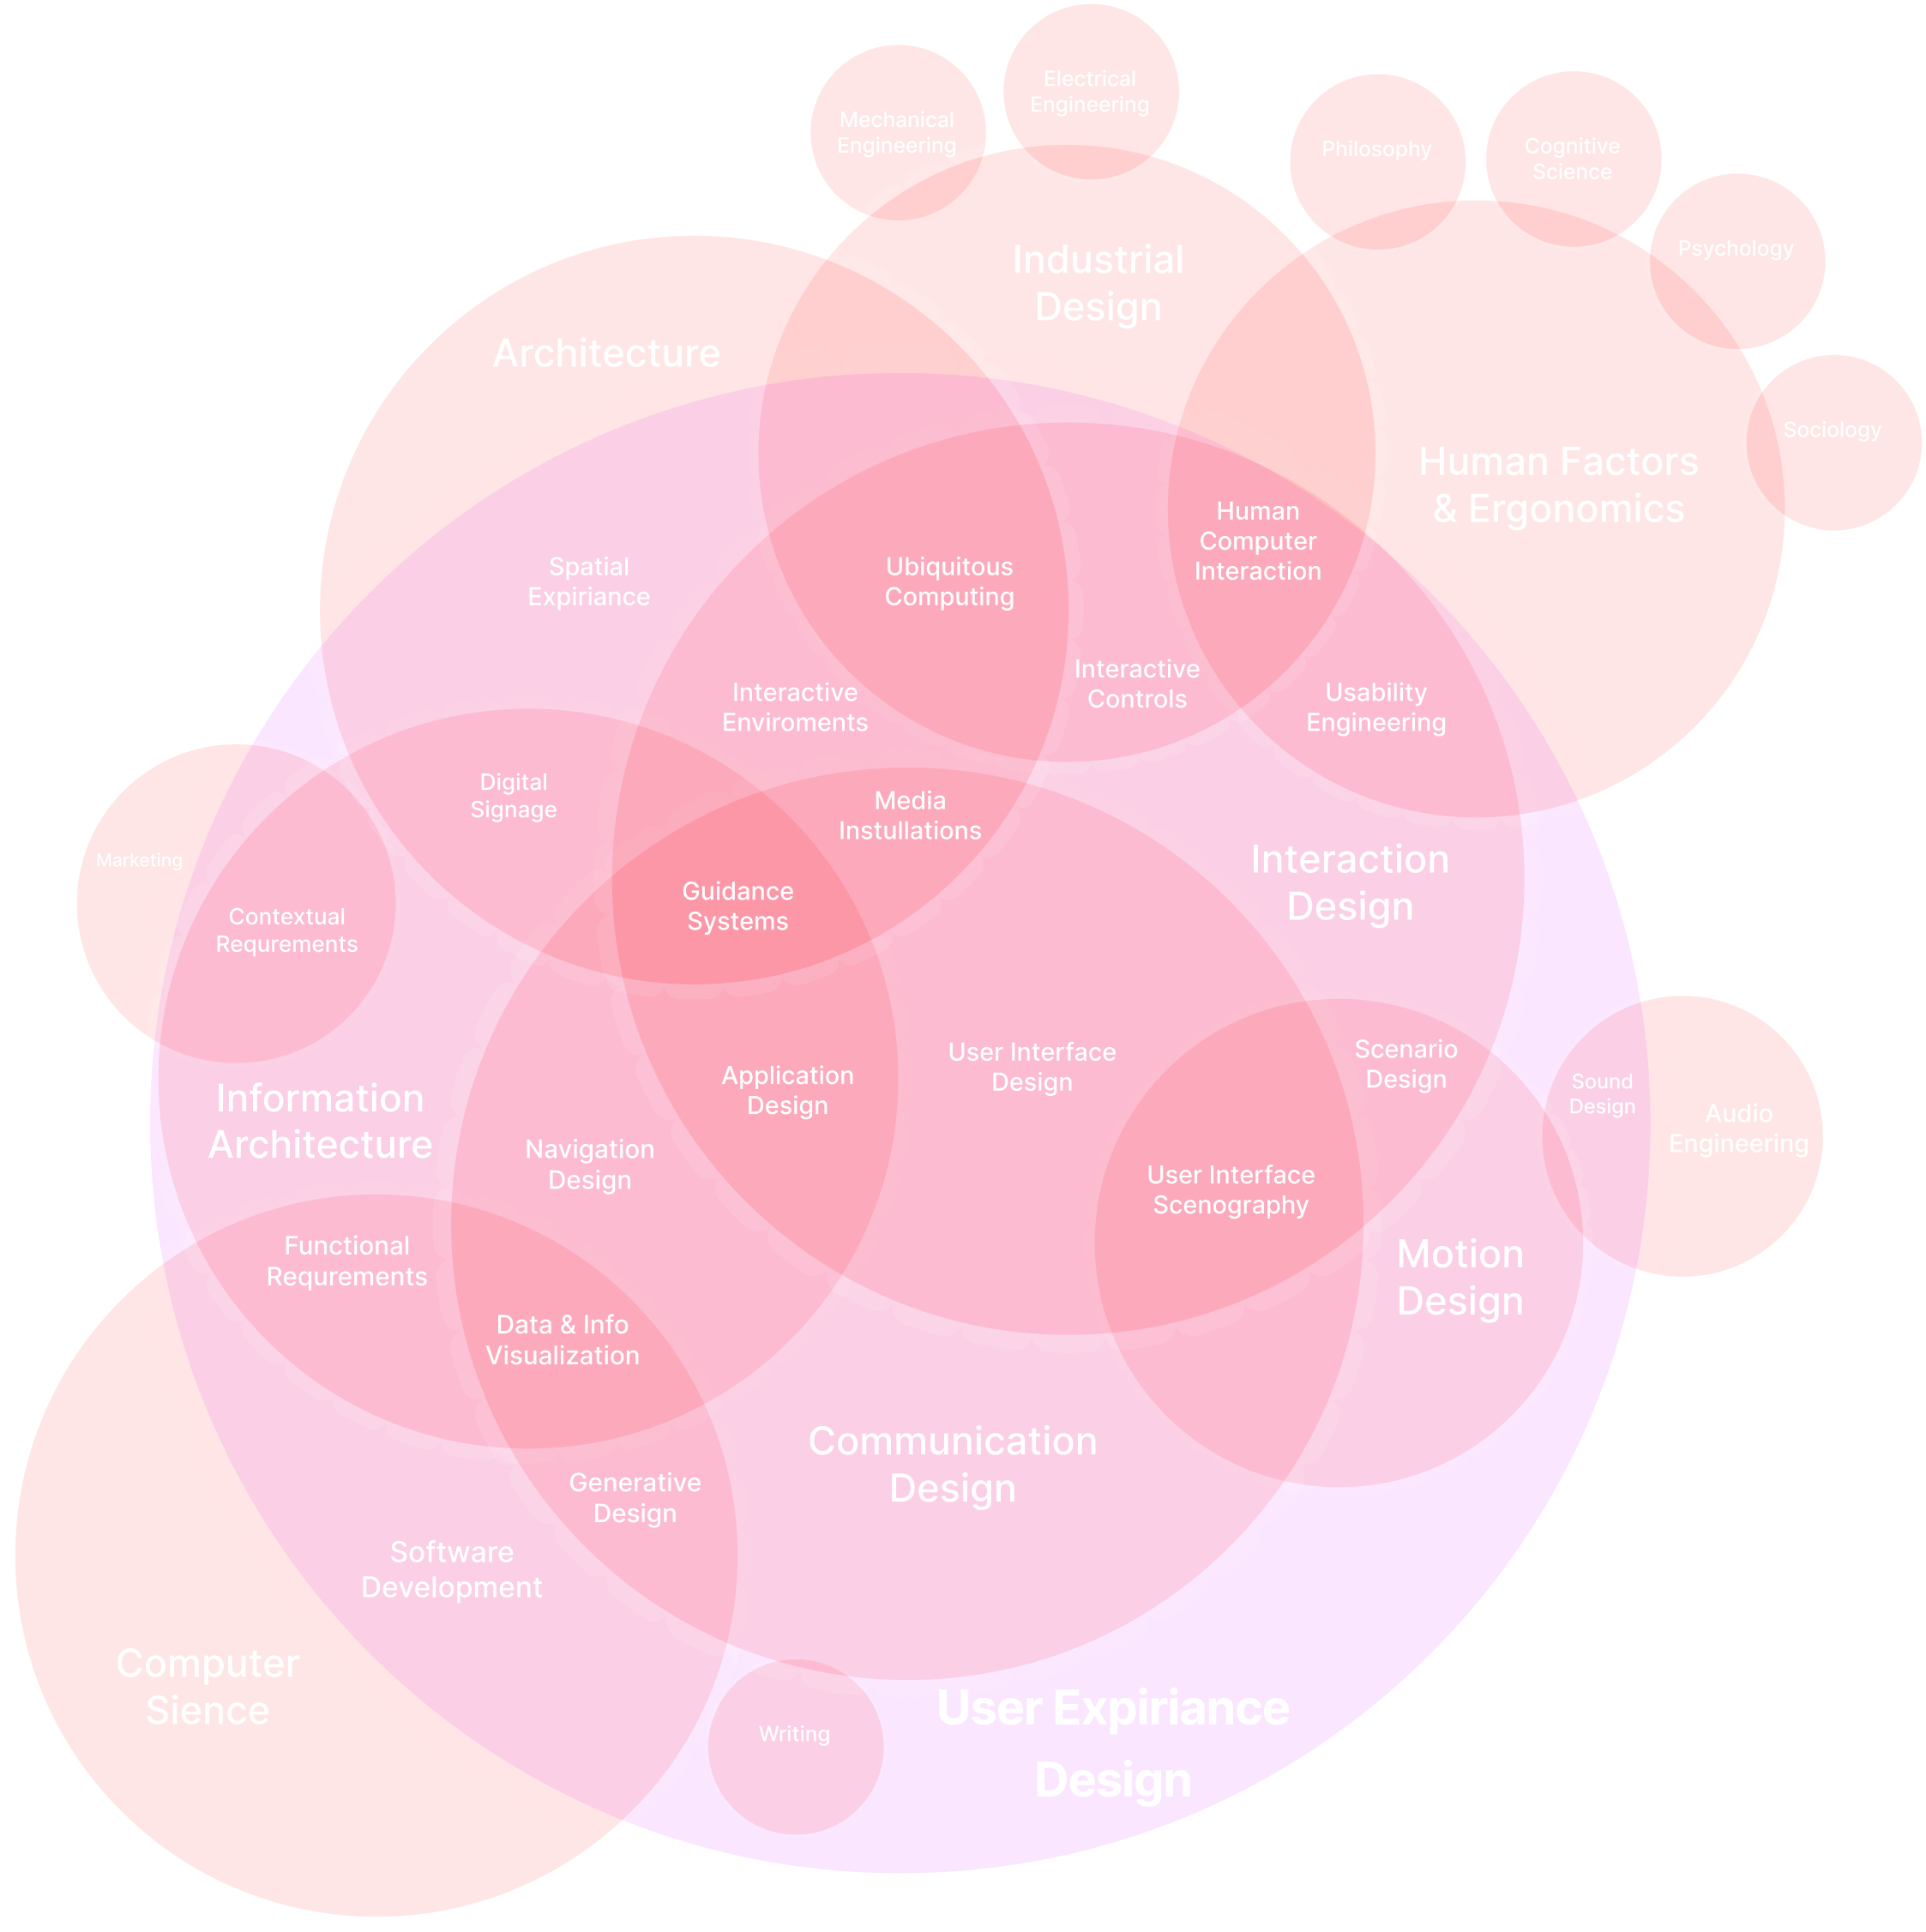 Electrical
Engineering
Mechanical
Engineering
Philosophy
Cognitive
Science
Psychology
Industrial
Design
Architecture
Sociology
Human Factors
& Ergonomics
Human
Computer
Interaction
Spatial
Expiriance
Ubiquitous
Computing
Interactive
Controls
Interactive
Enviroments
Usability
Engineering
Digital
Signage
Media
Instullations
Marketing
Interaction
Design
Guidance
Systems
Contextual
Requrements
User Interface
Design
Scenario
Design
Application
Design
Sound
Design
Audio
Engineering
Information
Architecture
Navigation
Design
User Interface
Scenography
Functional
Requrements
Motion
Design
Data & Info
Visualization
Communication
Design
Generative
Design
Software
Development
Computer
Sience
User Expiriance
Design
Writing